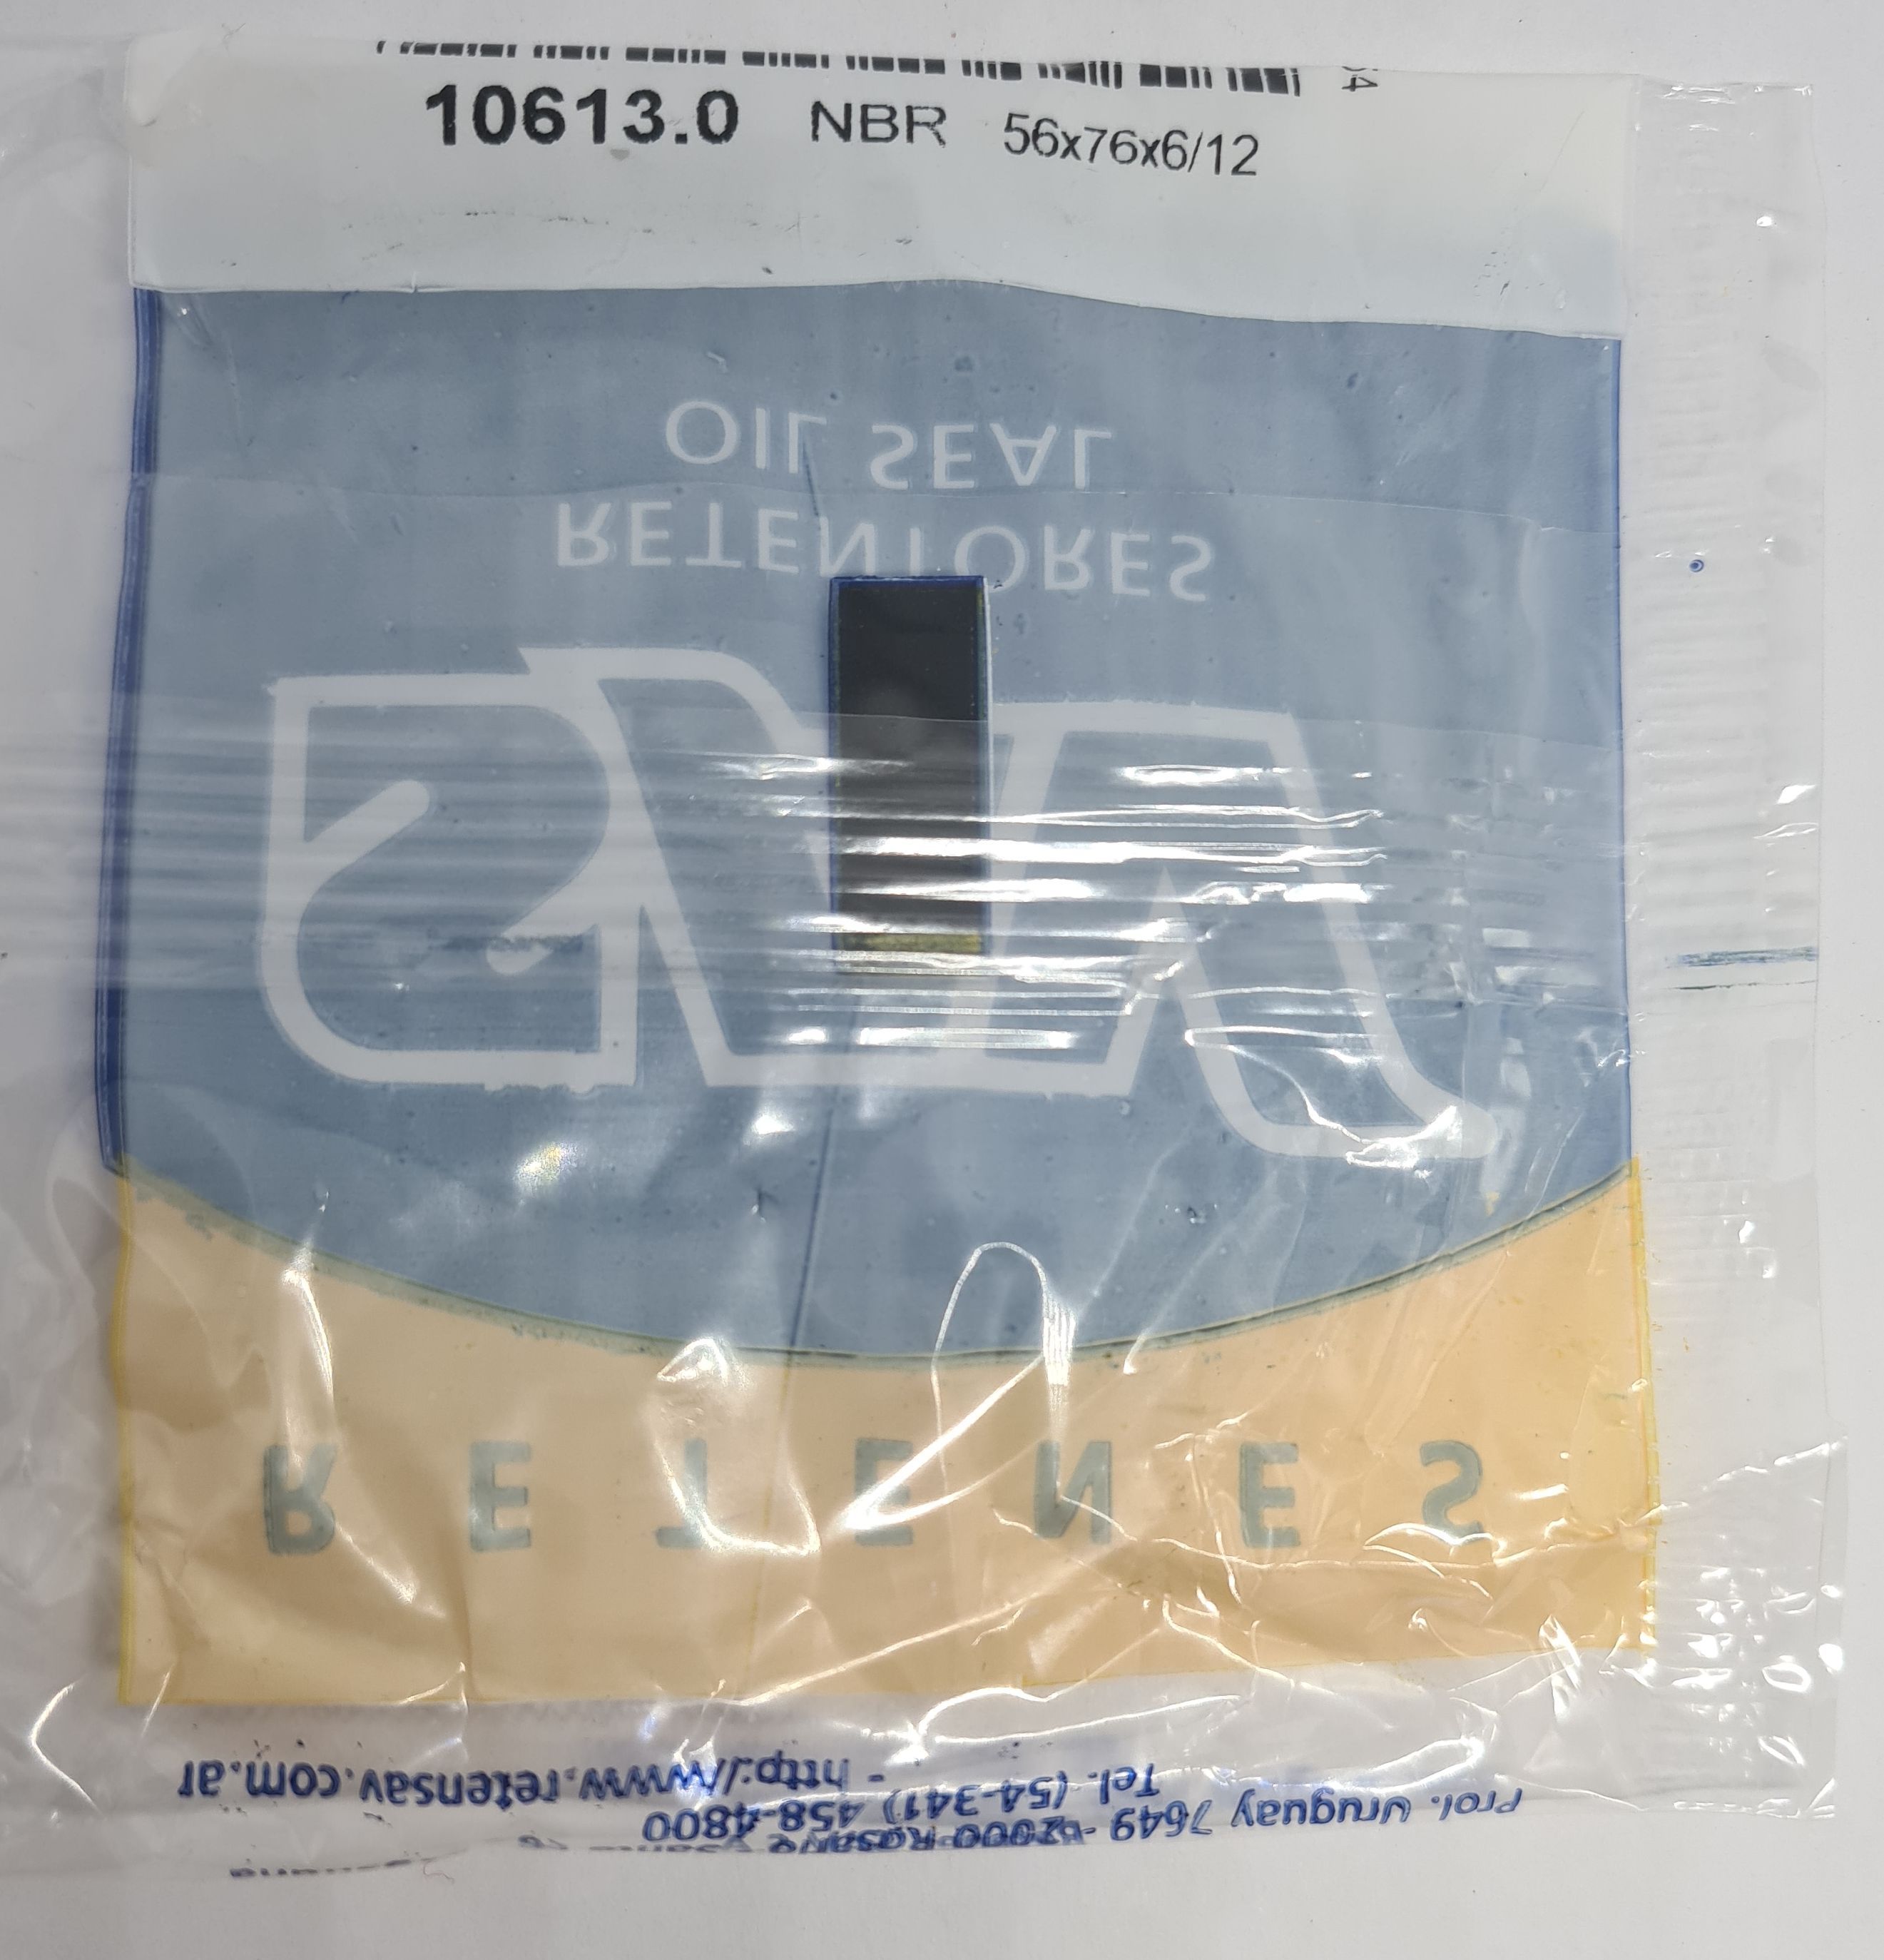 10613.0 NBR 56x76x6/12
OIL SEAL
RETENTORES
SAV
RETENES
- http://www.retensav.com.ar
Tel. (54-341) 458-4800
Prol. Uruguay 7649 - 2000